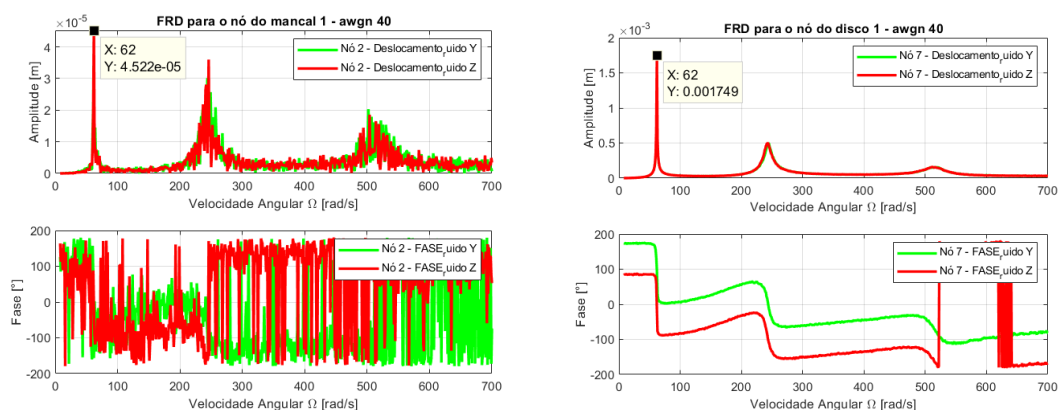 FRD para o nó do mancal 1 - awgn 40
×10⁻⁵
4
3
2
1
0
Amplitude [m]
X: 62
Y: 4.522e-05
Nó 2 - Deslocamento_ruido Y
Nó 2 - Deslocamento_ruido Z
0 100 200 300 400 500 600 700
Velocidade Angular Ω [rad/s]
200
100
0
-100
-200
Fase [°]
Nó 2 - FASE_ruido Y
Nó 2 - FASE_ruido Z
0 100 200 300 400 500 600 700
Velocidade Angular Ω [rad/s]
FRD para o nó do disco 1 - awgn 40
×10⁻³
2
1.5
1
0.5
0
Amplitude [m]
X: 62
Y: 0.001749
Nó 7 - Deslocamento_ruido Y
Nó 7 - Deslocamento_ruido Z
0 100 200 300 400 500 600 700
Velocidade Angular Ω [rad/s]
200
100
0
-100
-200
Fase [°]
Nó 7 - FASE_ruido Y
Nó 7 - FASE_ruido Z
0 100 200 300 400 500 600 700
Velocidade Angular Ω [rad/s]